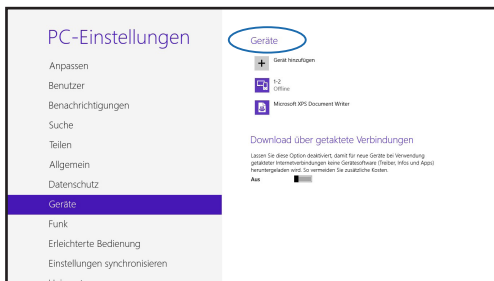 PC-Einstellungen
Anpassen
Benutzer
Benachrichtigungen
Suche
Teilen
Allgemein
Datenschutz
Geräte
Funk
Erleichterte Bedienung
Einstellungen synchronisieren
Geräte
Gerät hinzufügen
t-2
Offline
Microsoft XPS Document Writer
Download über getaktete Verbindungen
Lassen Sie diese Option deaktiviert, damit für neue Geräte bei Verwendung
getakteter Internetverbindungen keine Gerätesoftware (Treiber, Infos und Apps)
heruntergeladen wird. So vermeiden Sie zusätzliche Kosten.
Aus